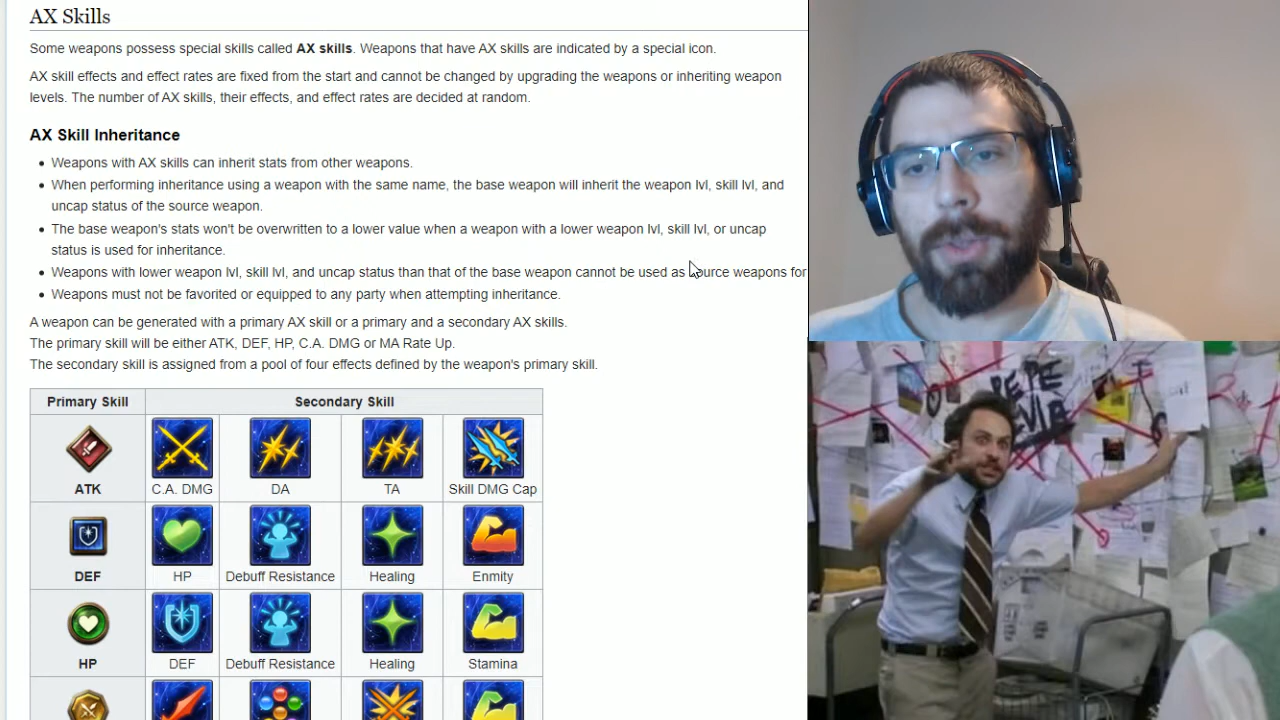 AX Skills
Some weapons possess special skills called AX skills. Weapons that have AX skills are indicated by a special icon.
AX skill effects and effect rates are fixed from the start and cannot be changed by upgrading the weapons or inheriting weapon
levels. The number of AX skills, their effects, and effect rates are decided at random.
AX Skill Inheritance
Weapons with AX skills can inherit stats from other weapons.
When performing inheritance using a weapon with the same name, the base weapon will inherit the weapon lvl, skill lvl, and
uncap status of the source weapon.
The base weapon's stats won't be overwritten to a lower value when a weapon with a lower weapon lvl, skill lvl, or uncap
status is used for inheritance.
Weapons with lower weapon lvl, skill lvl, and uncap status than that of the base weapon cannot be used as source weapons for
Weapons must not be favorited or equipped to any party when attempting inheritance.
A weapon can be generated with a primary AX skill or a primary and a secondary AX skills.
The primary skill will be either ATK, DEF, HP, C.A. DMG or MA Rate Up.
The secondary skill is assigned from a pool of four effects defined by the weapon's primary skill.
Primary Skill Secondary Skill
ATK C.A. DMG DA TA Skill DMG Cap
DEF HP Debuff Resistance Healing Enmity
HP DEF Debuff Resistance Healing Stamina
PEPE